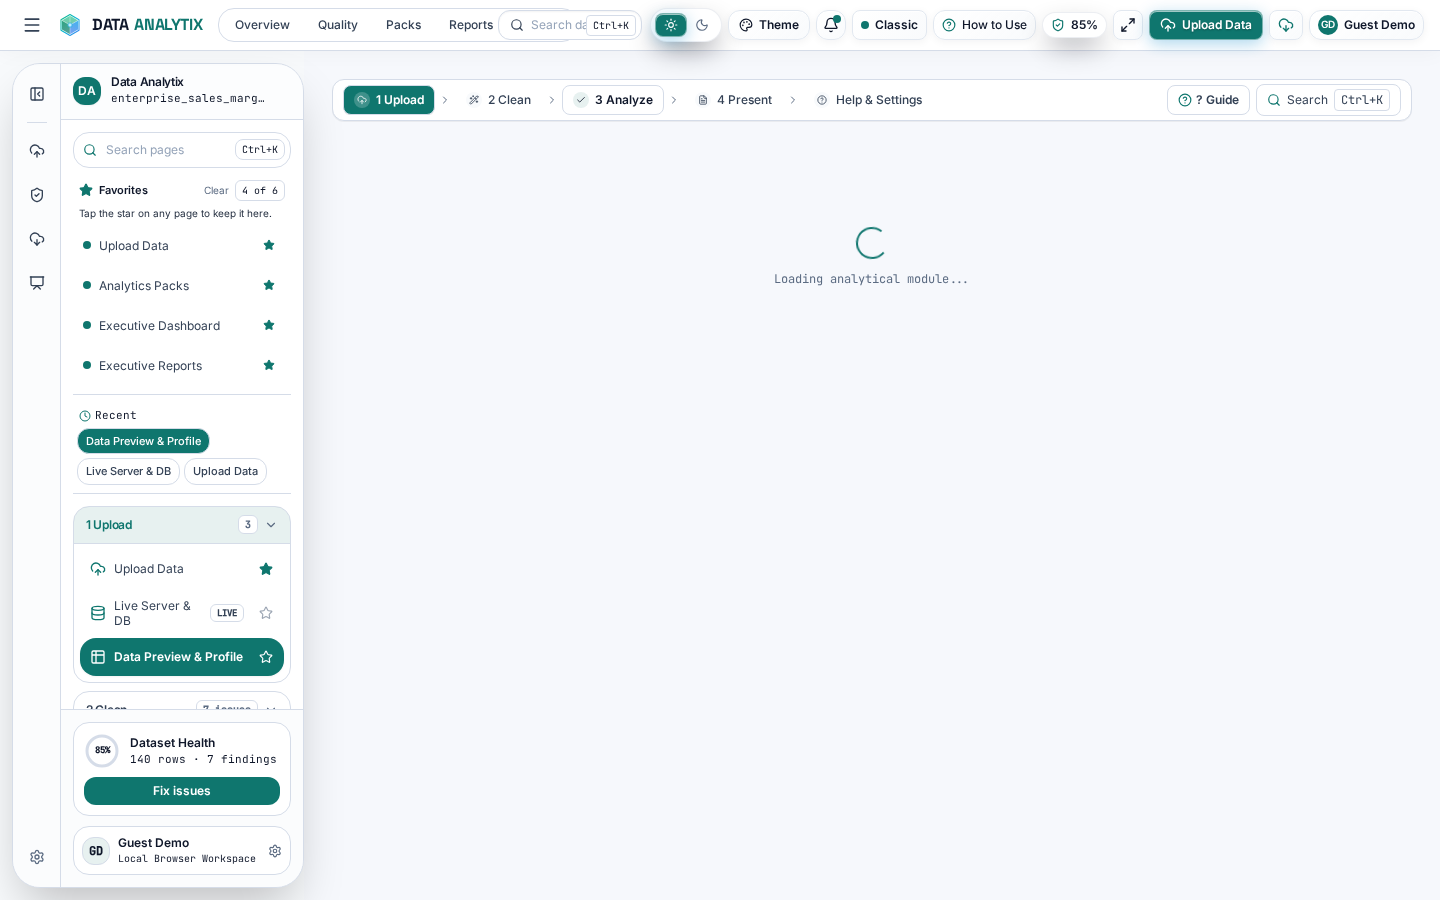 DATA ANALYTIX
Overview
Quality
Packs
Reports
Search da
Ctrl+K
Theme
Classic
How to Use
85%
Upload Data
GD
Guest Demo
DA
Data Analytix
enterprise_sales_marg…
1 Upload
2 Clean
3 Analyze
4 Present
Help & Settings
? Guide
Search
Ctrl+K
Search pages
Ctrl+K
Favorites
Clear
4 of 6
Tap the star on any page to keep it here.
Upload Data
Analytics Packs
Executive Dashboard
Executive Reports
Recent
Data Preview & Profile
Live Server & DB
Upload Data
1 Upload
3
Upload Data
Live Server &
DB
LIVE
Data Preview & Profile
2 Clean
7 issues
85%
Dataset Health
140 rows · 7 findings
Fix issues
GD
Guest Demo
Local Browser Workspace
Loading analytical module...